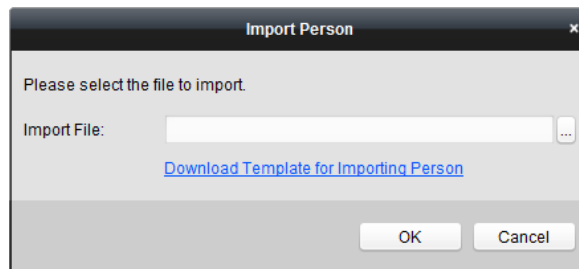 Import Person
×
Please select the file to import.
Import File:
...
Download Template for Importing Person
OK
Cancel